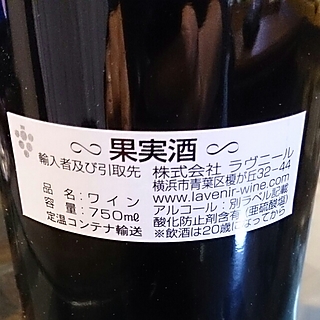 果実酒
輸入者及び引取先 株式会社 ラヴニール
横浜市青葉区榎が丘32-44
品名:ワイン www.lavenir-wine.com
容量:750ml アルコール:別ラベル記載
定温コンテナ輸送 酸化防止剤含有(亜硫酸塩)
※飲酒は20歳になってから